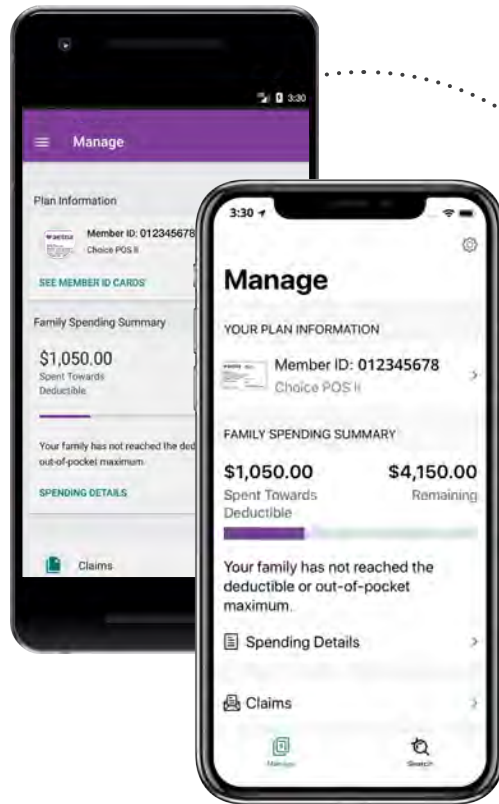 3:30
Manage
Plan Information
aetna
Member ID: 012345678
Choice POS II
SEE MEMBER ID CARDS
Family Spending Summary
$1,050.00
Spent Towards
Deductible
Your family has not reached the ded
out-of-pocket maximum
SPENDING DETAILS
Claims
3:30
Manage
YOUR PLAN INFORMATION
Member ID: 012345678
Choice POS II
FAMILY SPENDING SUMMARY
$1,050.00 $4,150.00
Spent Towards Remaining
Deductible
Your family has not reached the
deductible or out-of-pocket
maximum.
Spending Details
Claims
Manage Search